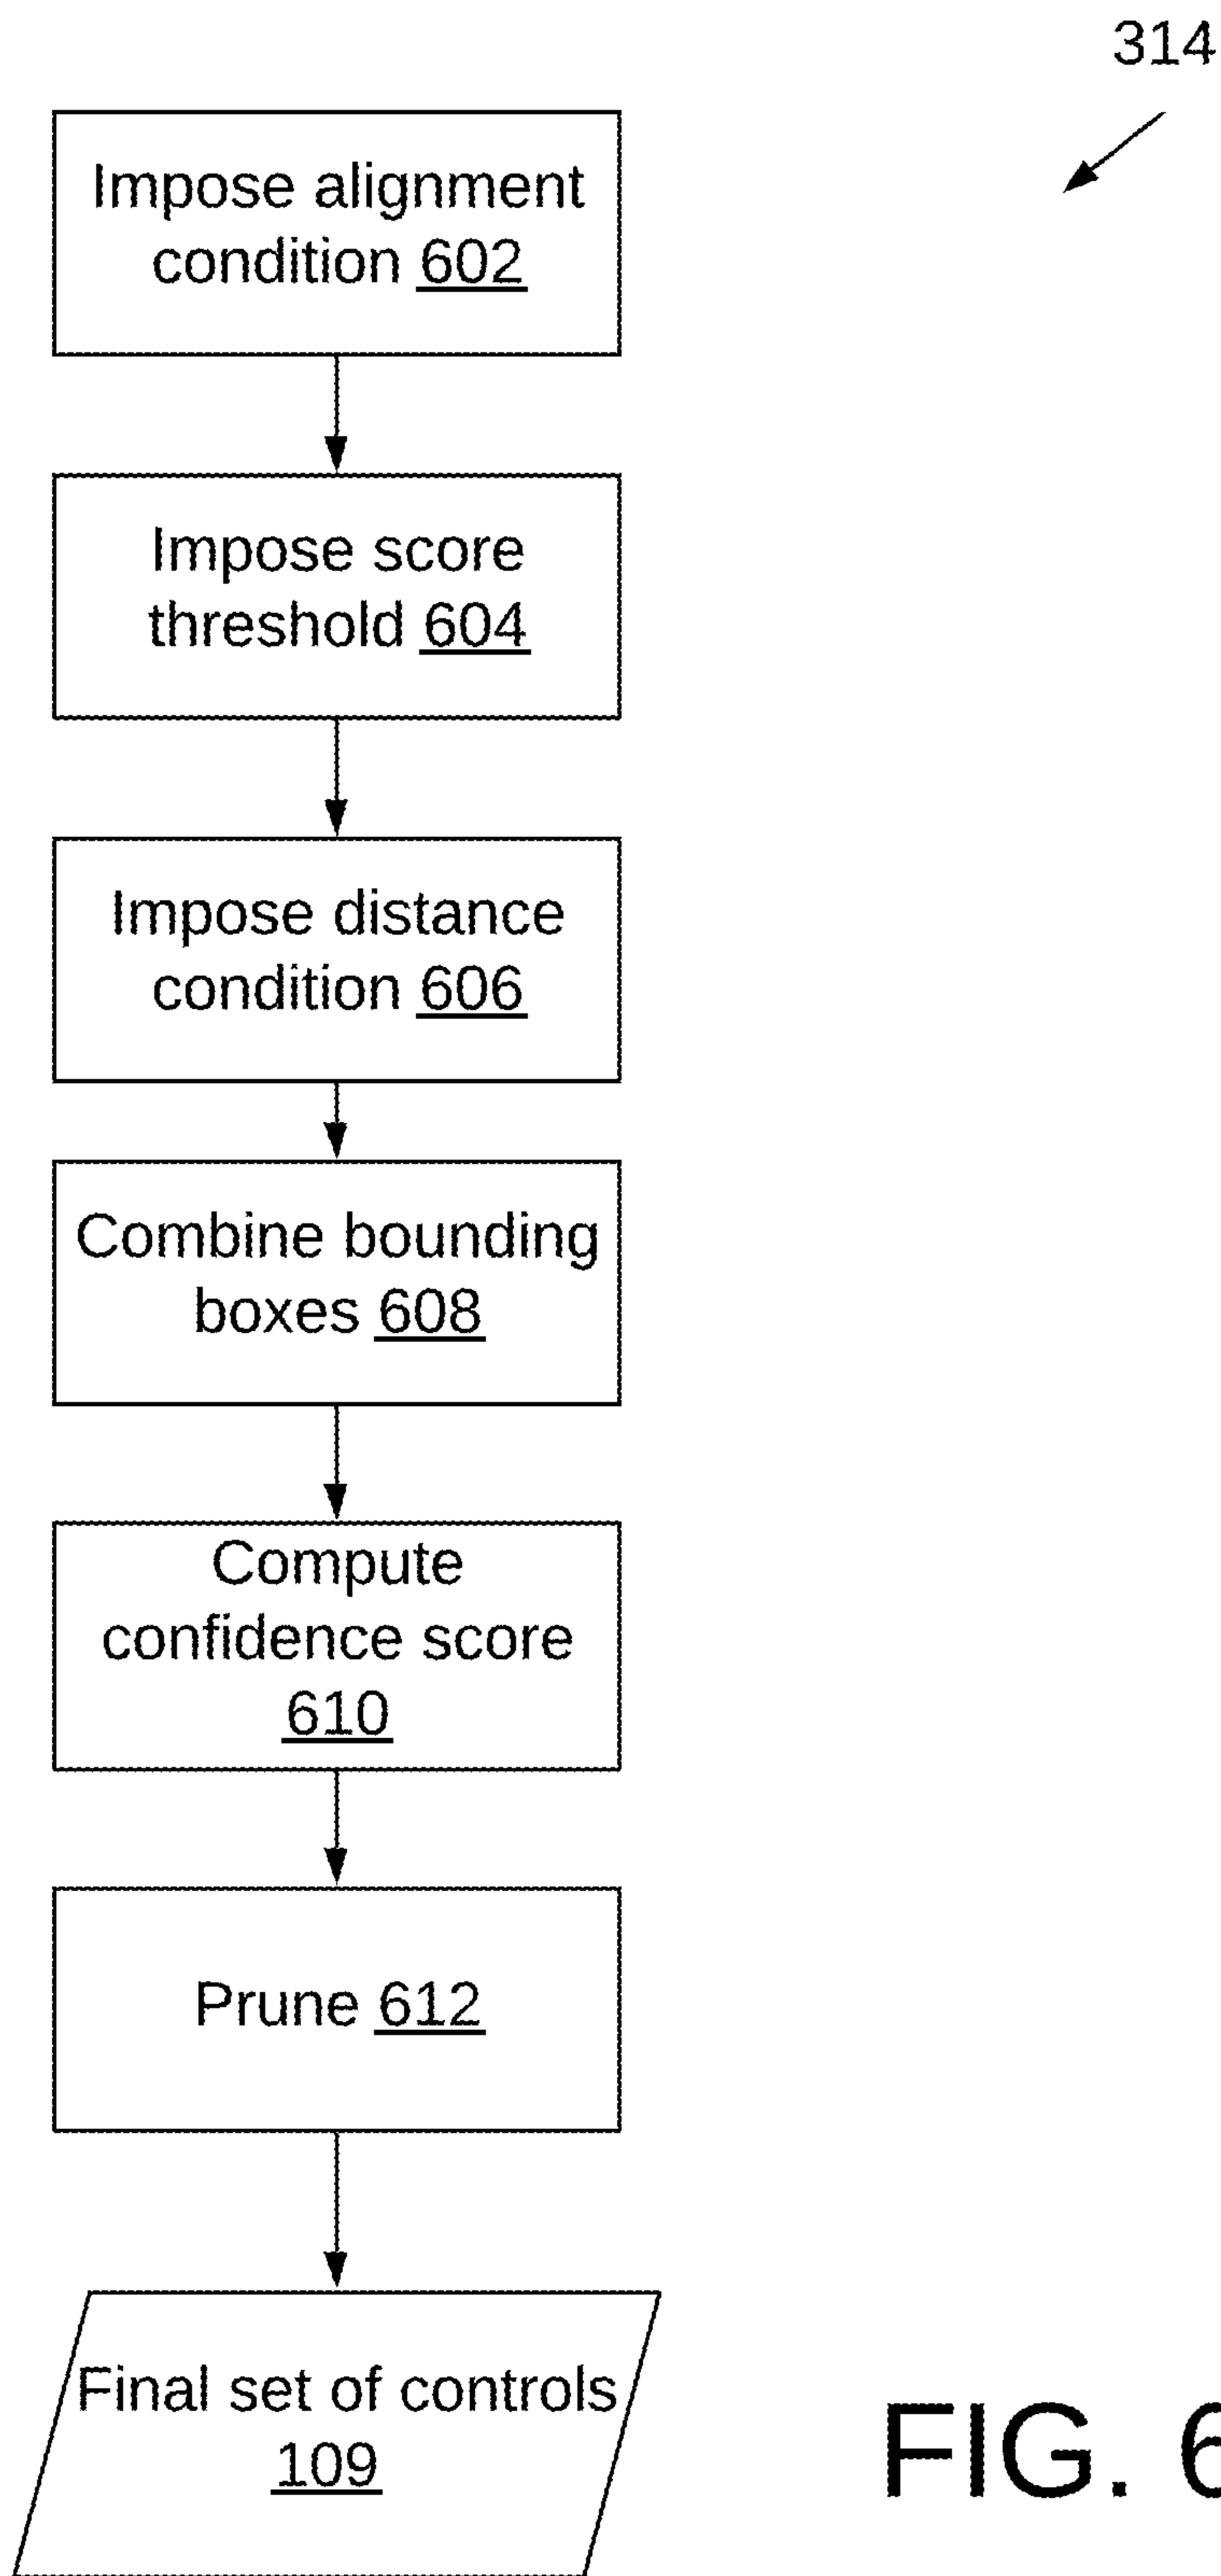 314
Impose alignment
condition 602
Impose score
threshold 604
Impose distance
condition 606
Combine bounding
boxes 608
Compute
confidence score
610
Prune 612
Final set of controls
109
FIG. 6